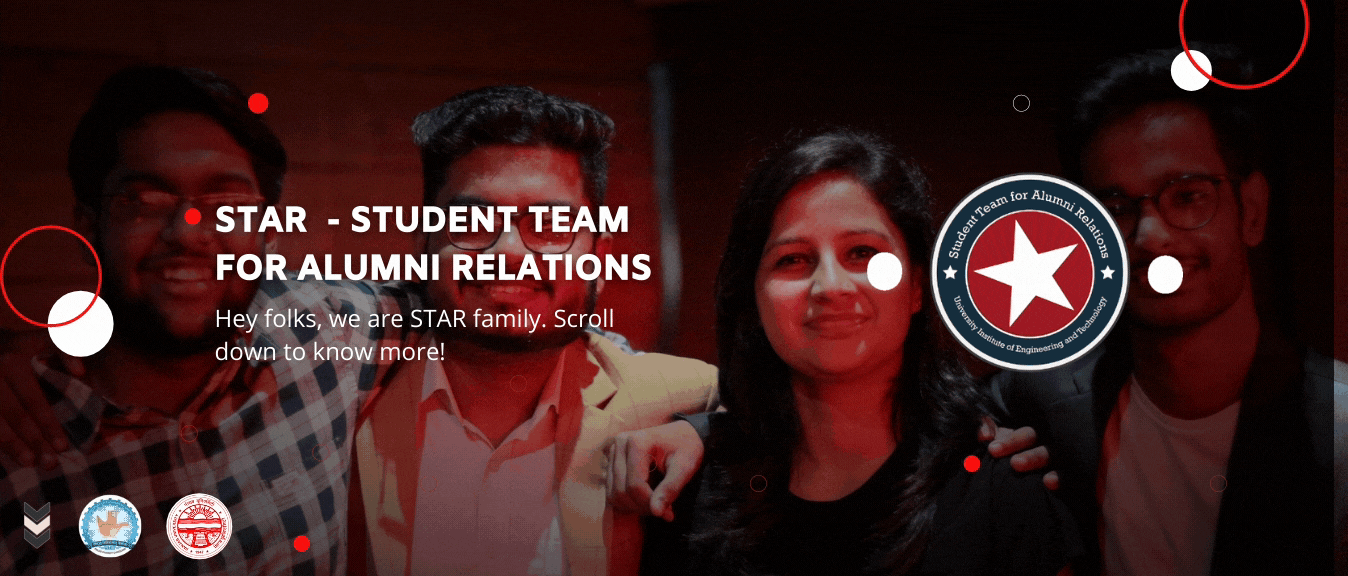 STAR - STUDENT TEAM
FOR ALUMNI RELATIONS
Hey folks, we are STAR family. Scroll
down to know more!
Student Team for Alumni Relations
University Institute of Engineering and Technology